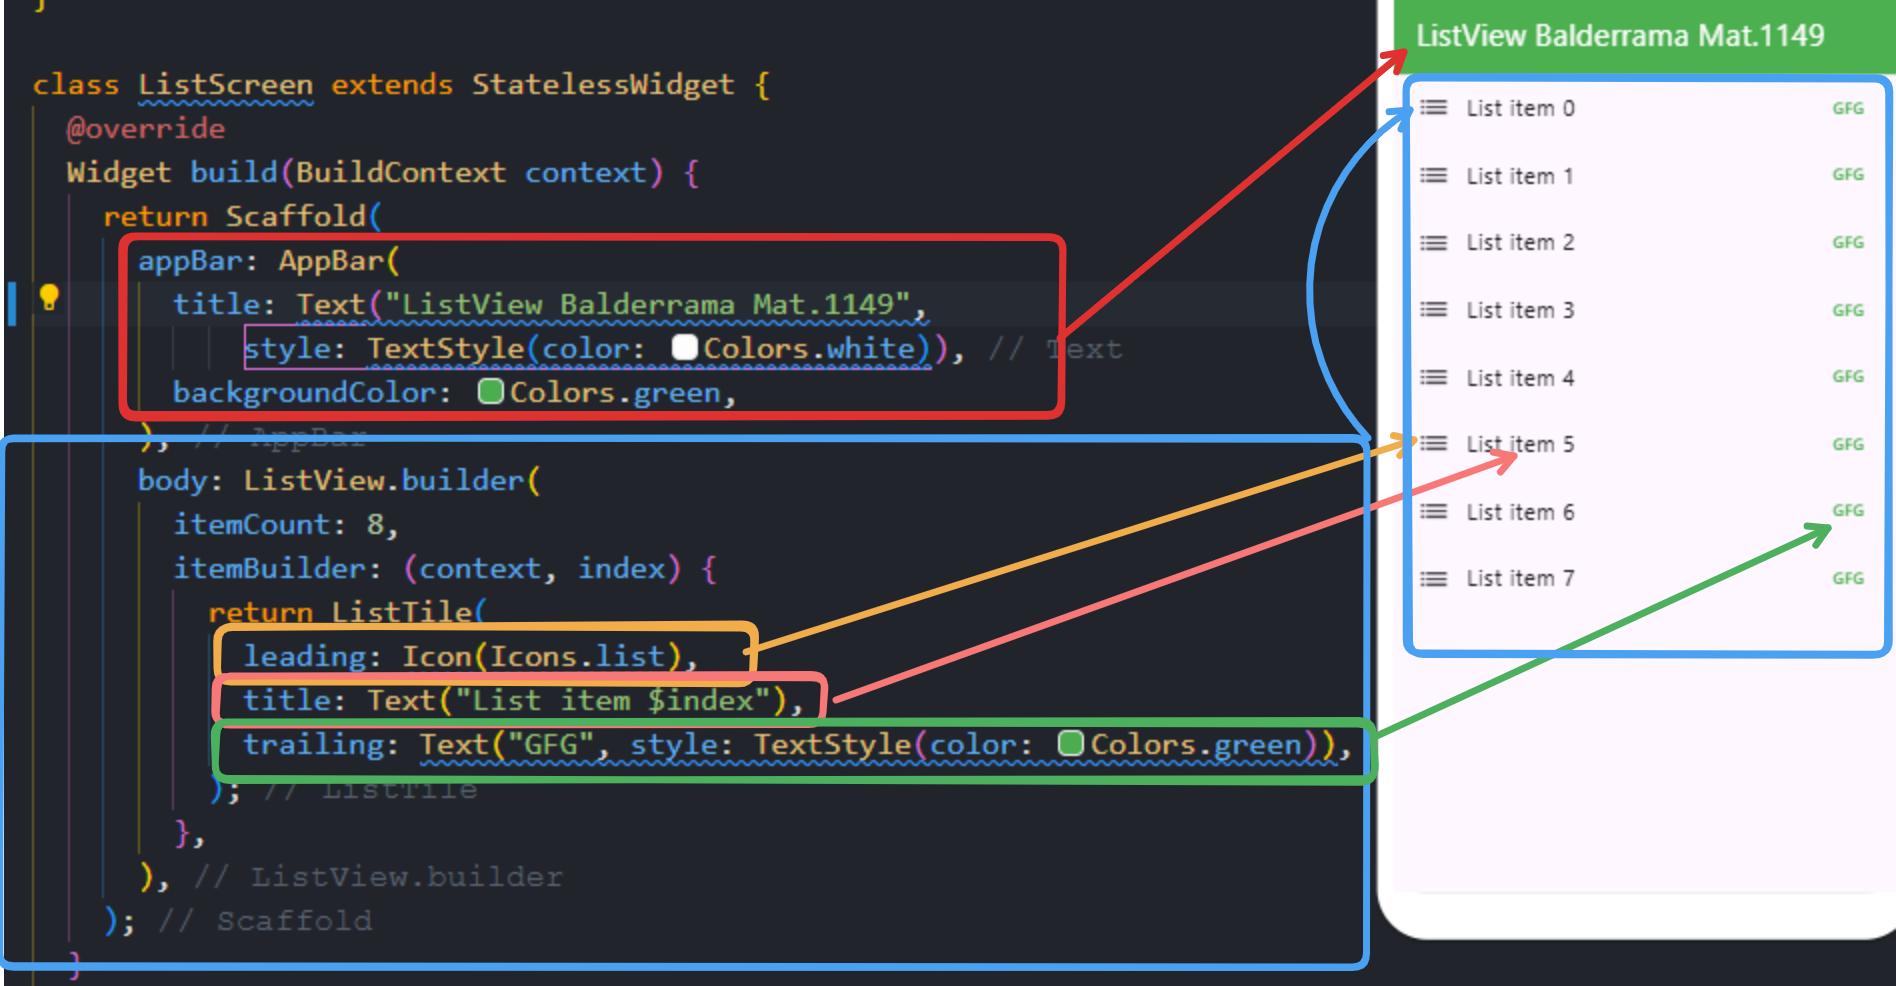 }
class ListScreen extends StatelessWidget {
@override
Widget build(BuildContext context) {
return Scaffold(
appBar: AppBar(
title: Text("ListView Balderrama Mat.1149",
style: TextStyle(color: Colors.white)), // Text
backgroundColor: Colors.green,
), // AppBar
body: ListView.builder(
itemCount: 8,
itemBuilder: (context, index) {
return ListTile(
leading: Icon(Icons.list),
title: Text("List item $index"),
trailing: Text("GFG", style: TextStyle(color: Colors.green)),
); // ListTile
},
), // ListView.builder
); // Scaffold
}
ListView Balderrama Mat.1149
List item 0 GFG
List item 1 GFG
List item 2 GFG
List item 3 GFG
List item 4 GFG
List item 5 GFG
List item 6 GFG
List item 7 GFG